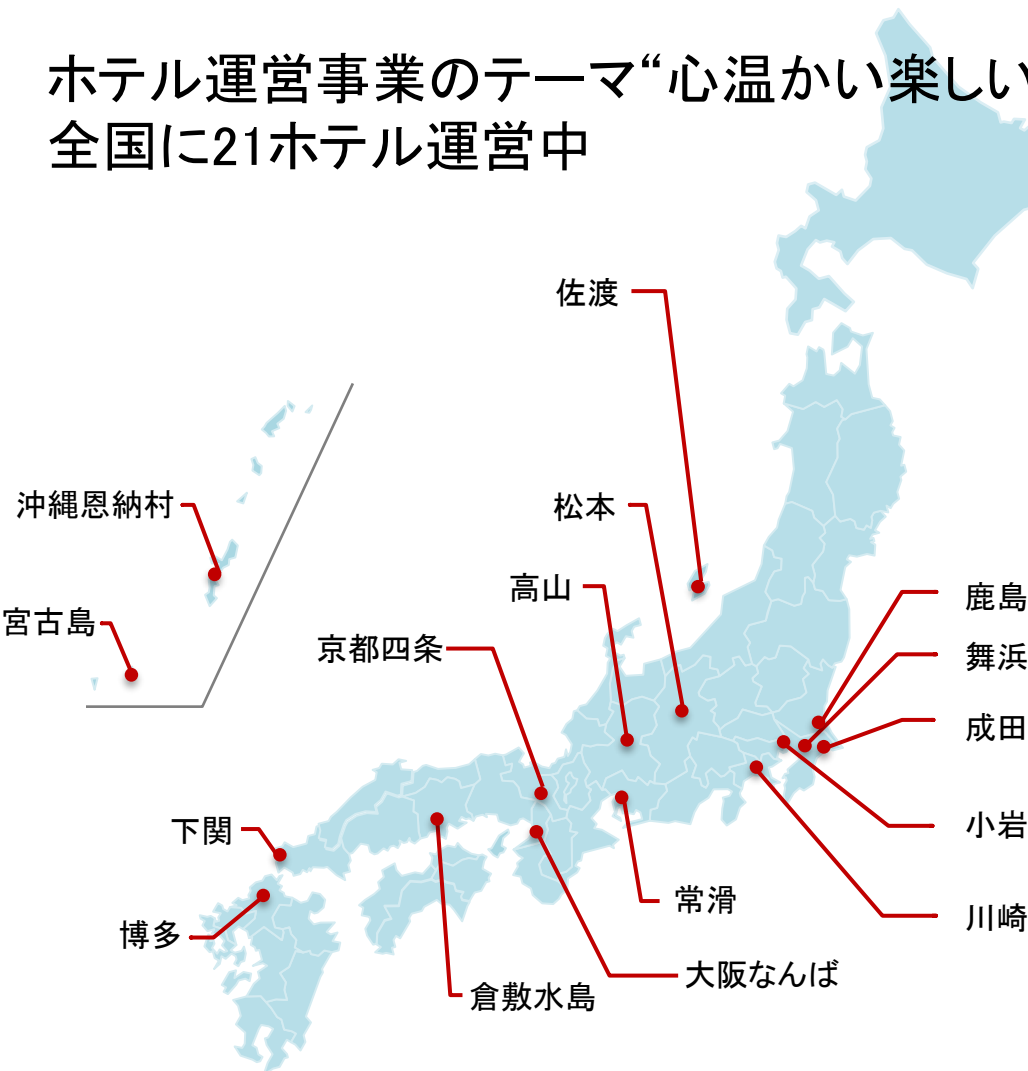 ホテル運営事業のテーマ“心温かい楽しい
全国に21ホテル運営中
佐渡
沖縄恩納村
松本
高山
鹿島
宮古島
京都四条
舞浜
成田
下関
小岩
常滑
川崎
博多
大阪なんば
倉敷水島